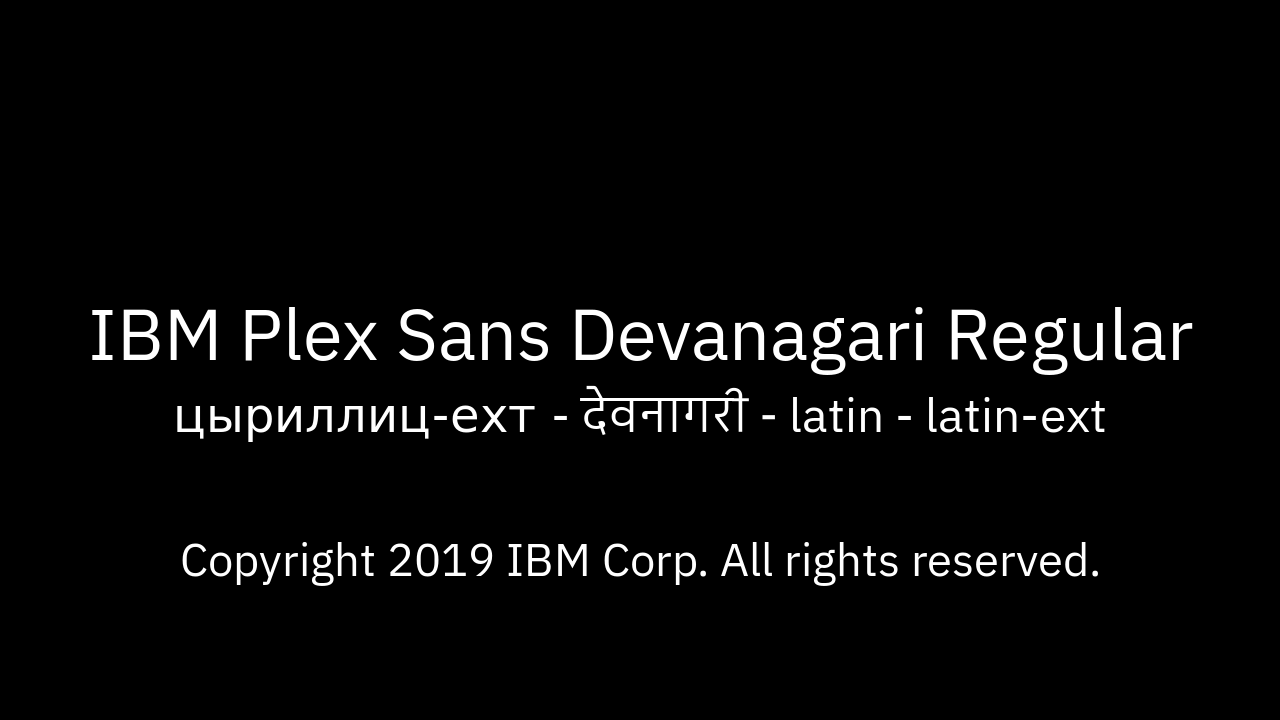 IBM Plex Sans Devanagari Regular
цыриллиц-ехт - देवनागरी - latin - latin-ext
Copyright 2019 IBM Corp. All rights reserved.